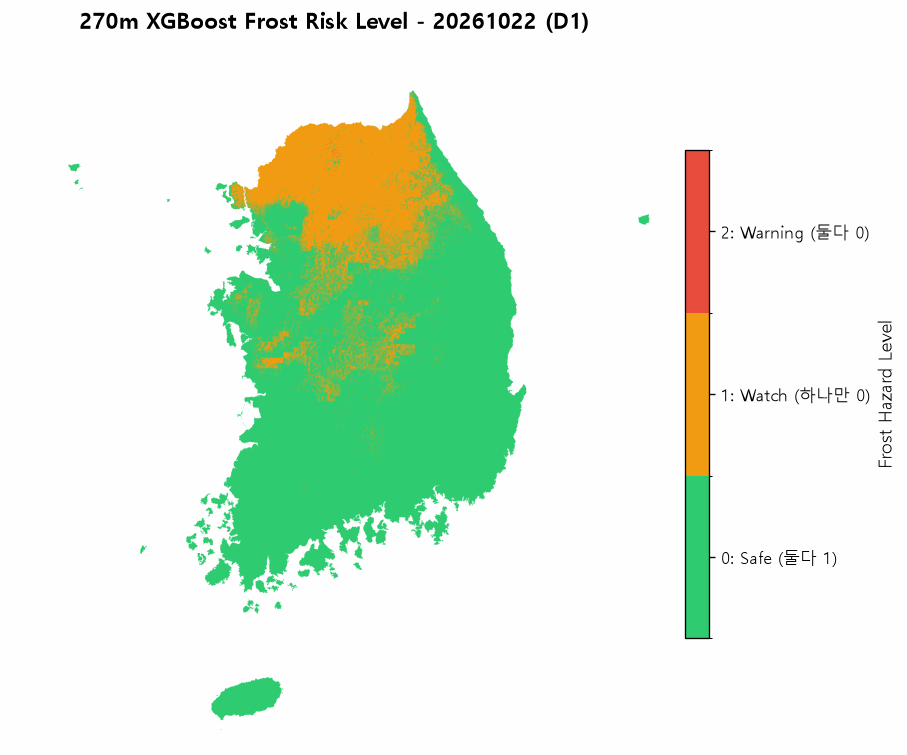 270m XGBoost Frost Risk Level - 20261022 (D1)
2: Warning (둘다 0)
1: Watch (하나만 0)
0: Safe (둘다 1)
Frost Hazard Level